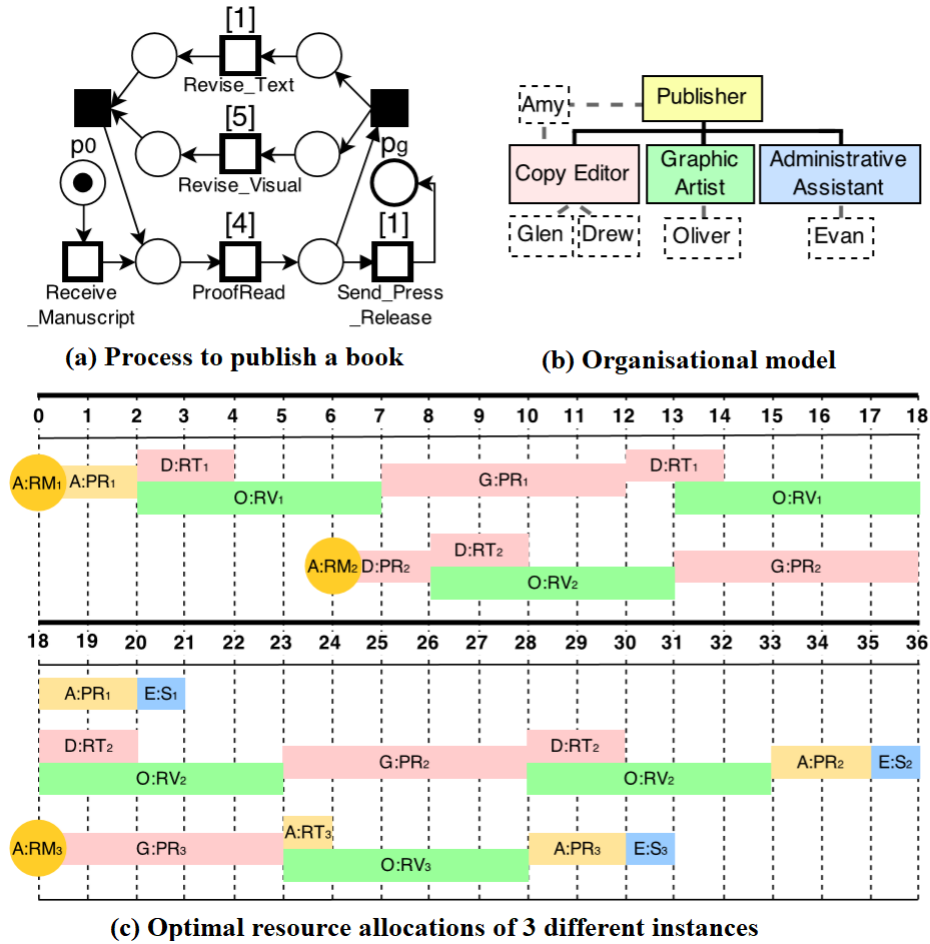 [1]
Revise_Text
[5]
Revise_Visual
p0
pg
[4]
[1]
Receive
_Manuscript
ProofRead
Send_Press
_Release
(a) Process to publish a book
Publisher
Amy
Copy Editor
Graphic
Artist
Administrative
Assistant
Glen
Drew
Oliver
Evan
(b) Organisational model
0 1 2 3 4 5 6 7 8 9 10 11 12 13 14 15 16 17 18
A:RM1 A:PR1 D:RT1 O:RV1 G:PR1 D:RT1 O:RV1
A:RM2 D:PR2 D:RT2 O:RV2 G:PR2
18 19 20 21 22 23 24 25 26 27 28 29 30 31 32 33 34 35 36
A:PR1 E:S1
D:RT2 O:RV2 G:PR2 D:RT2 O:RV2 A:PR2 E:S2
A:RM3 G:PR3 A:RT3 O:RV3 A:PR3 E:S3
(c) Optimal resource allocations of 3 different instances